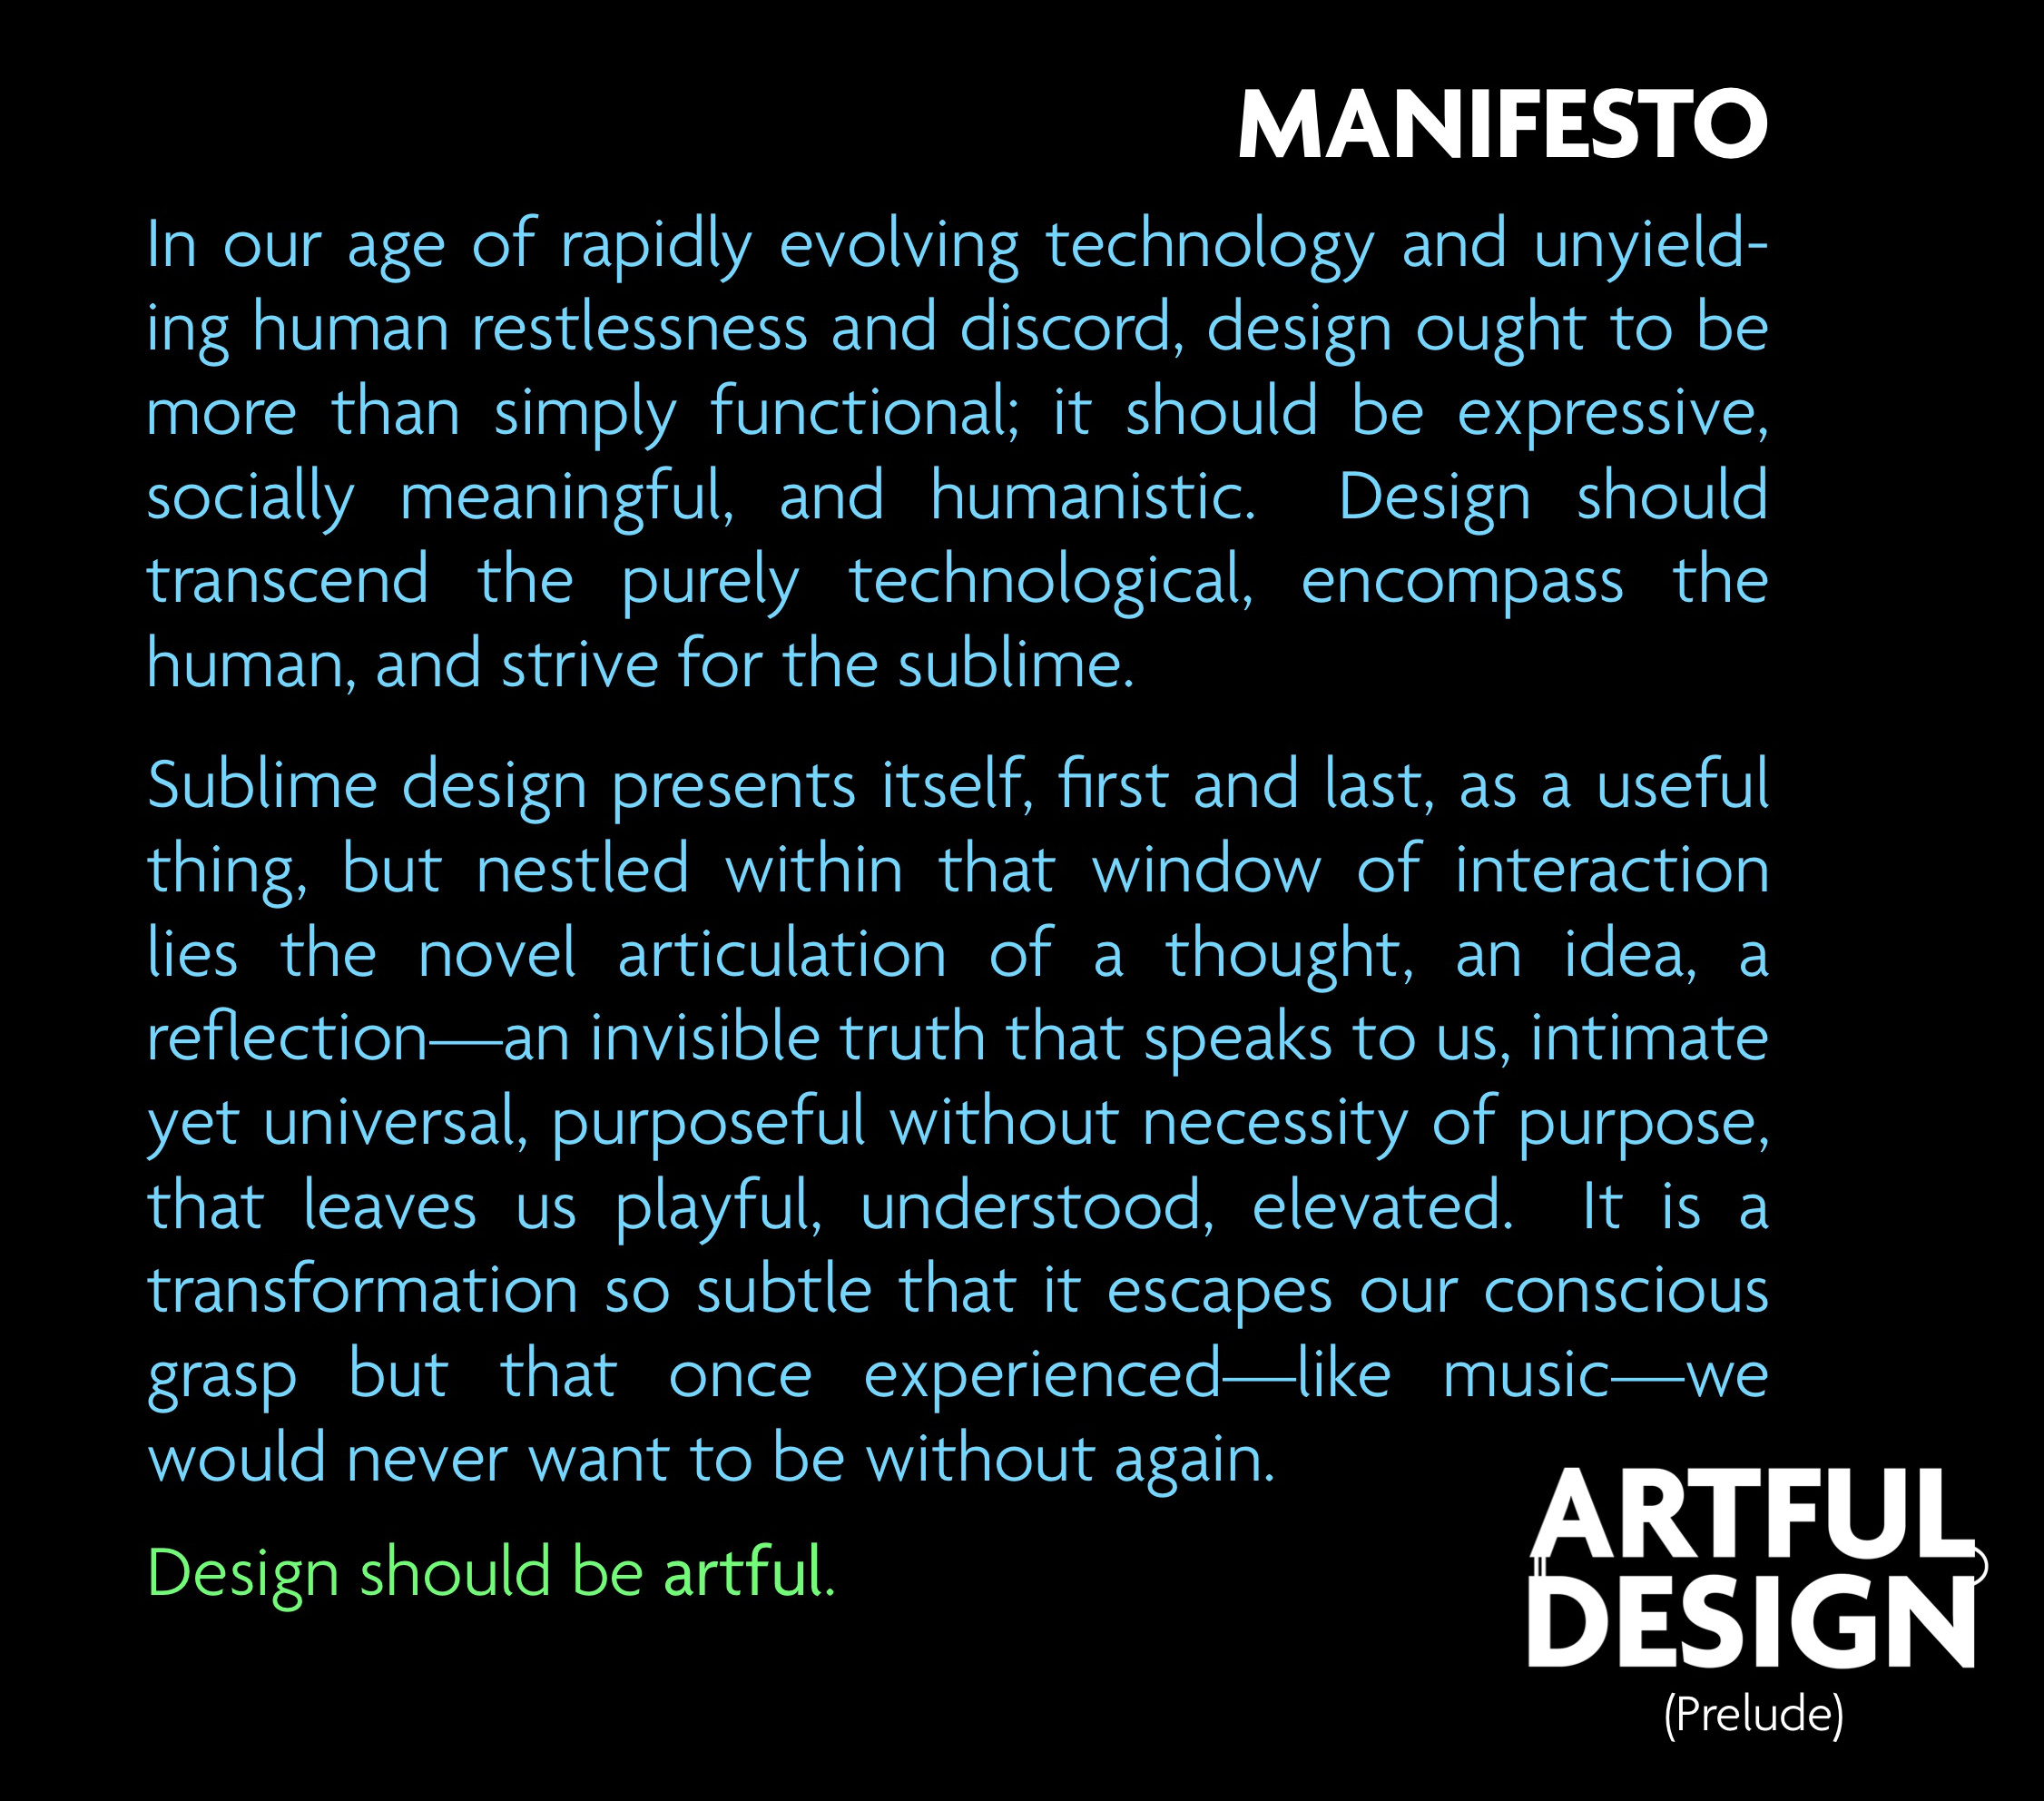 MANIFESTO
In our age of rapidly evolving technology and unyield-
ing human restlessness and discord, design ought to be
more than simply functional; it should be expressive,
socially meaningful, and humanistic. Design should
transcend the purely technological, encompass the
human, and strive for the sublime.
Sublime design presents itself, first and last, as a useful
thing, but nestled within that window of interaction
lies the novel articulation of a thought, an idea, a
reflection—an invisible truth that speaks to us, intimate
yet universal, purposeful without necessity of purpose,
that leaves us playful, understood, elevated. It is a
transformation so subtle that it escapes our conscious
grasp but that once experienced—like music—we
would never want to be without again.
Design should be artful.
ARTFUL
DESIGN
(Prelude)